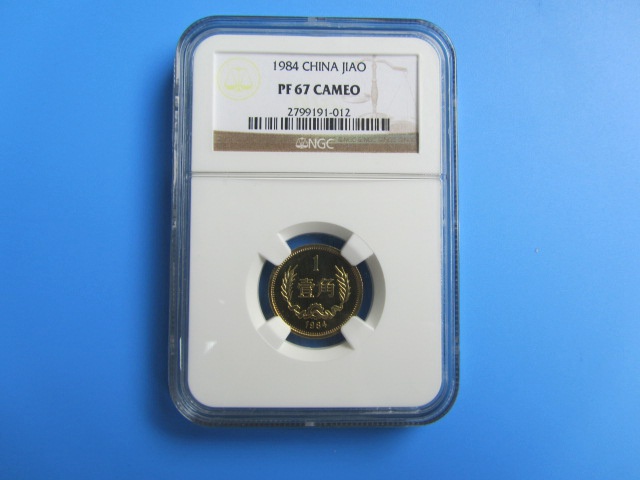 1984 CHINA JIAO
PF 67 CAMEO
2799191-012
NGC
1
壹角
1984